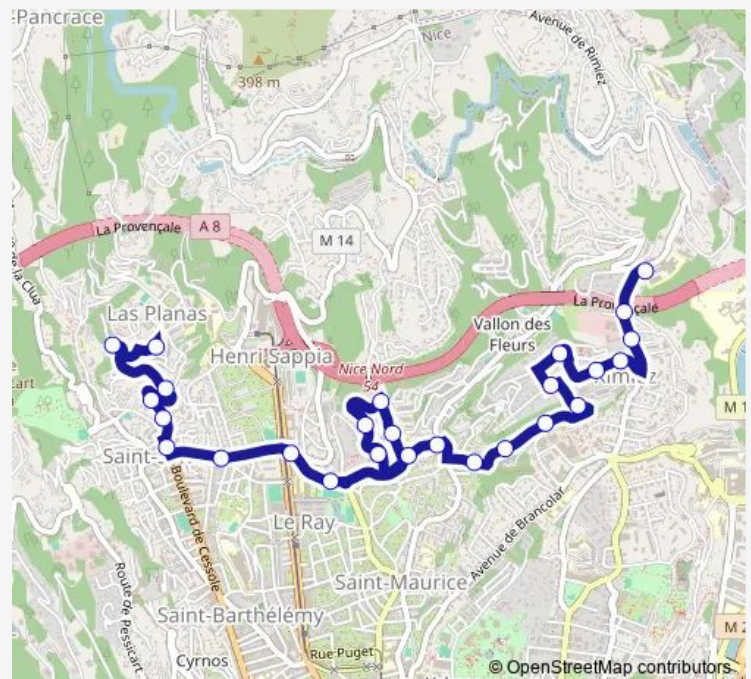 -Pancrace
Avenue de Rimiez
Nice
398 m
La Provençale
A 8
M 14
de la Clua
Las Planas
La Provençale
Vallon des
Fleurs
Henri Sappia
Nice Nord
54
Rimiez
M 1
Saint-S
Boulevard de Cessole
Avenue de Brancolar
Le Ray
Route de Pessicart
Saint-Maurice
Saint-Barthélémy
M 2
Rue Puget
Cyrnos
© OpenStreetMap contributors